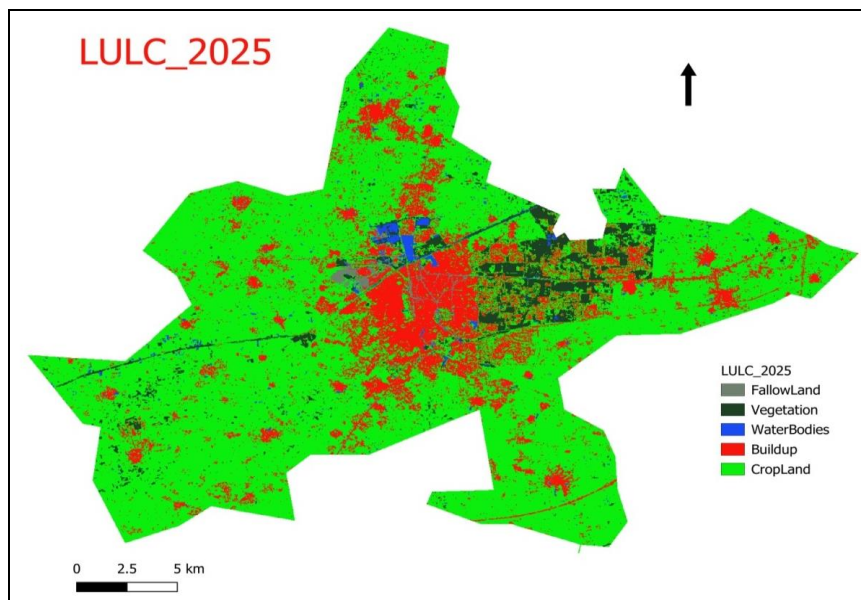 LULC_2025
LULC_2025
FallowLand
Vegetation
WaterBodies
Buildup
CropLand
0 2.5 5 km